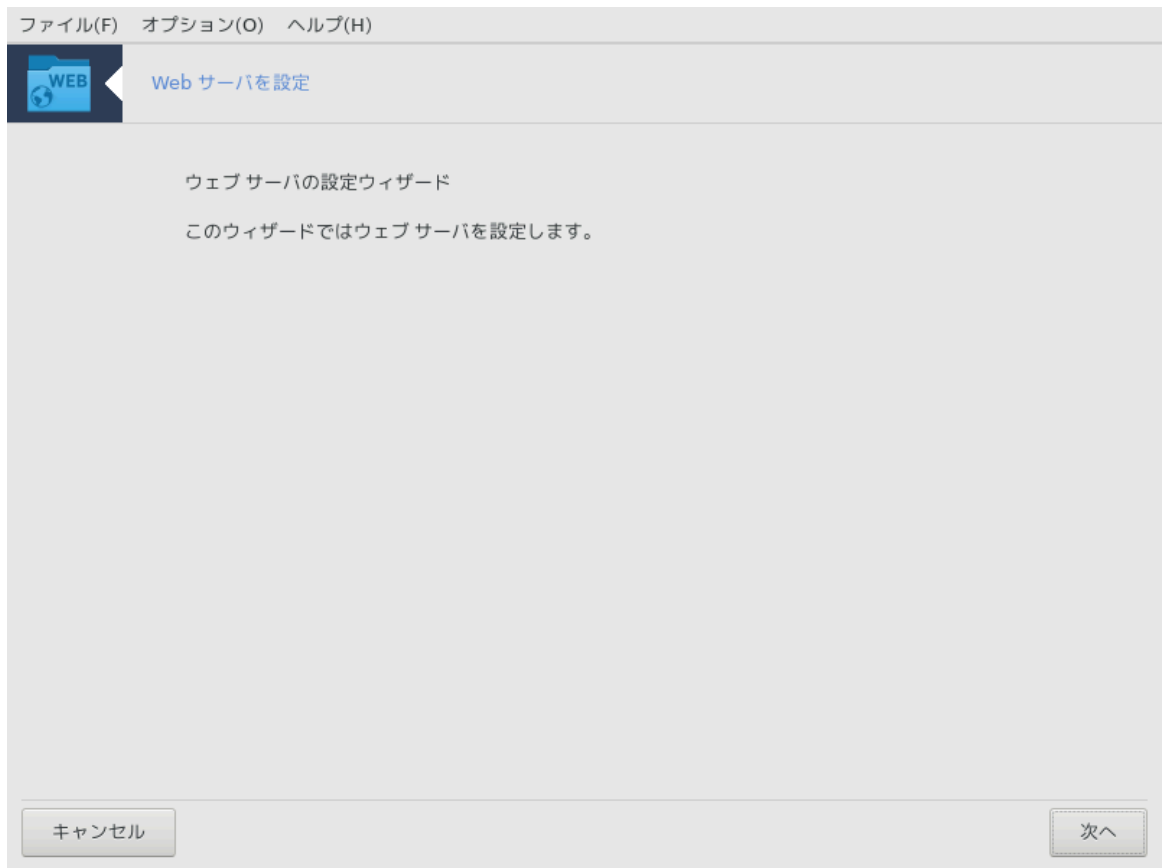 ファイル(F) オプション(O) ヘルプ(H)
WEB
Web サーバを設定
ウェブ サーバの設定ウィザード
このウィザードではウェブ サーバを設定します。
キャンセル 次へ